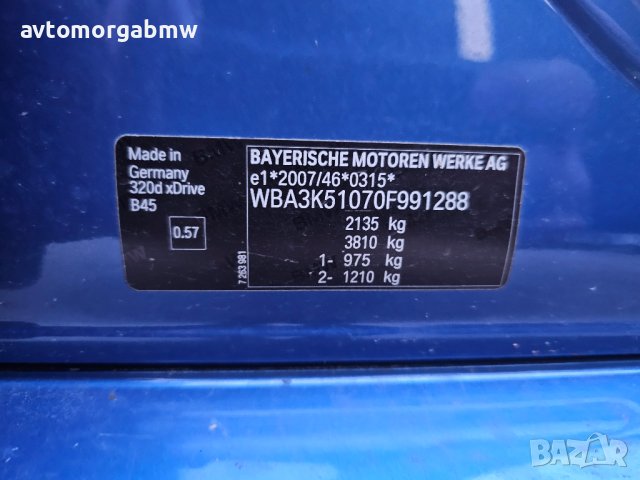 avtomorgabmw
Made in
Germany
320d xDrive
B45
0.57
7 263 981
BAYERISCHE MOTOREN WERKE AG
e1*2007/46*0315*
WBA3K51070F991288
2135 kg
3810 kg
1- 975 kg
2- 1210 kg
BAZAR